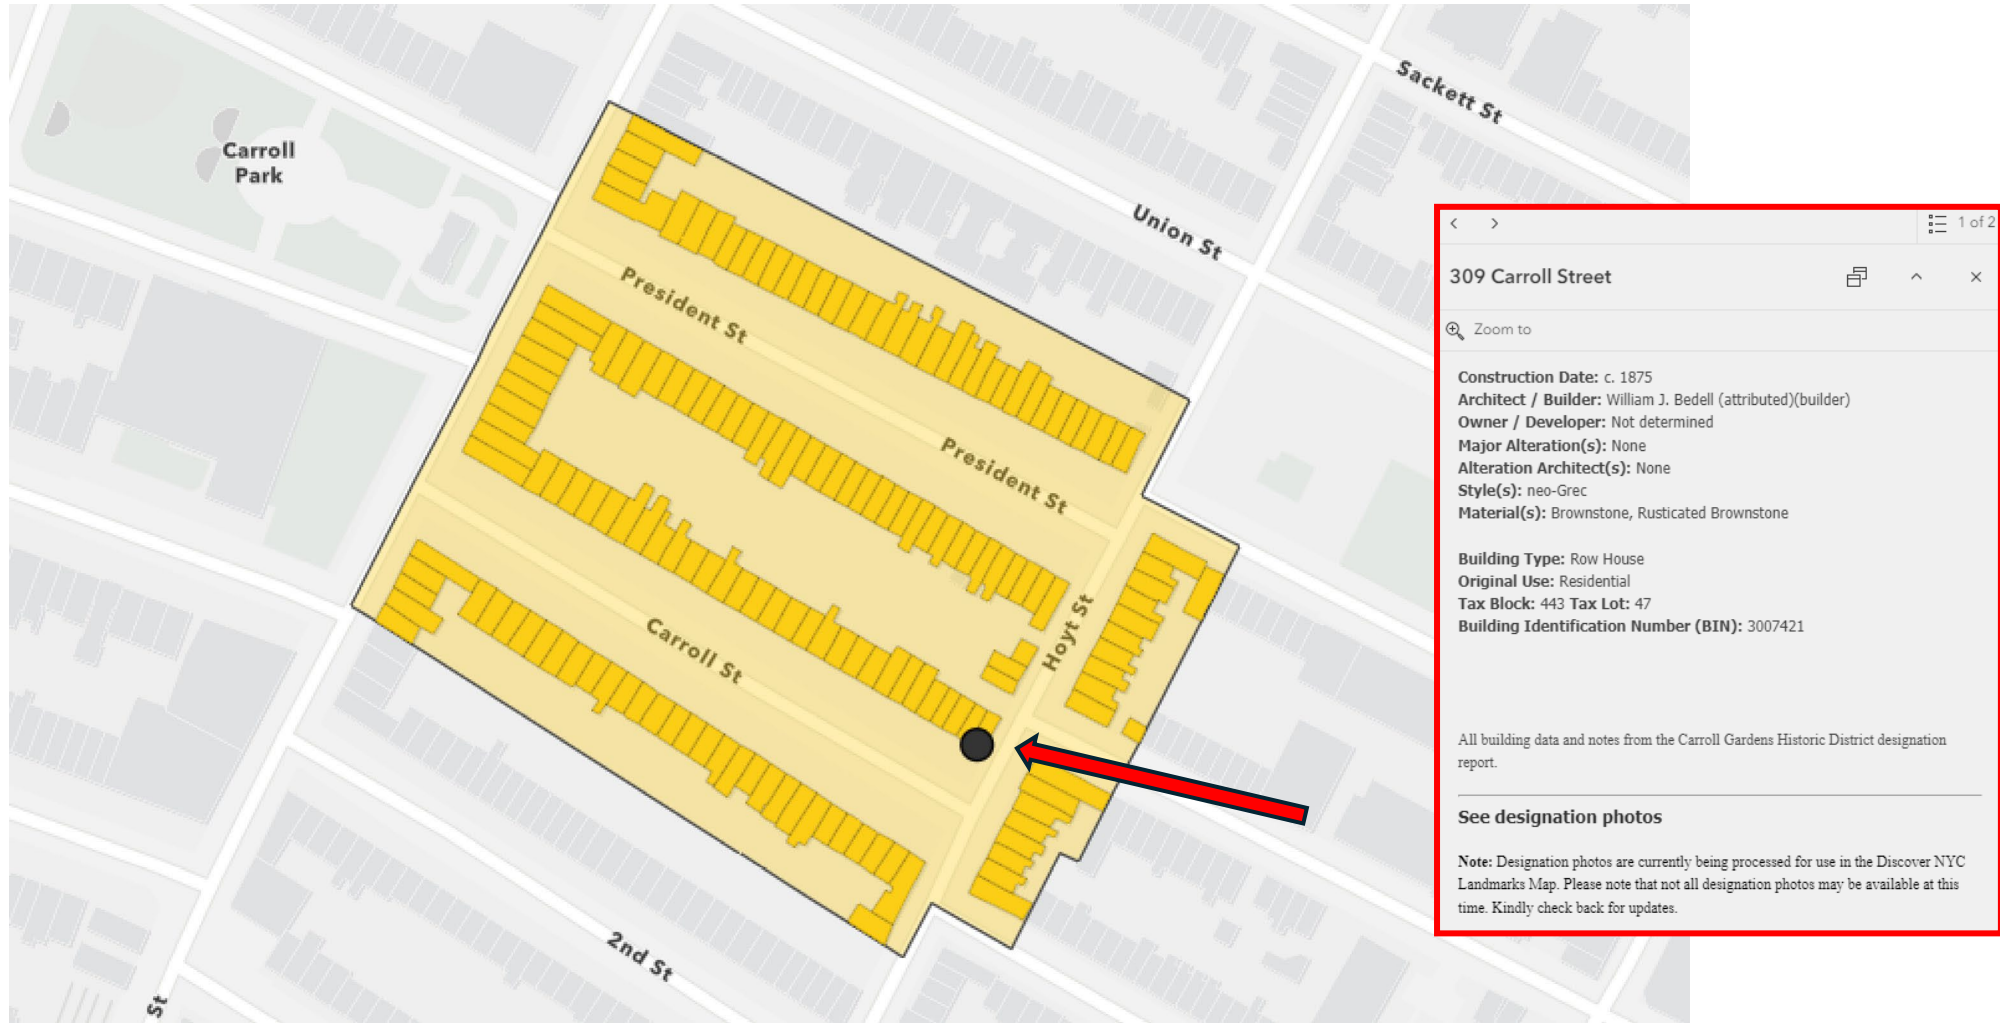 Sackett St
Carroll
Park
Union St
President St
President St
Hoyt St
Carroll St
2nd St
St
1 of 2
309 Carroll Street
Zoom to
Construction Date: c. 1875
Architect / Builder: William J. Bedell (attributed)(builder)
Owner / Developer: Not determined
Major Alteration(s): None
Alteration Architect(s): None
Style(s): neo-Grec
Material(s): Brownstone, Rusticated Brownstone
Building Type: Row House
Original Use: Residential
Tax Block: 443 Tax Lot: 47
Building Identification Number (BIN): 3007421
All building data and notes from the Carroll Gardens Historic District designation
report.
See designation photos
Note: Designation photos are currently being processed for use in the Discover NYC
Landmarks Map. Please note that not all designation photos may be available at this
time. Kindly check back for updates.